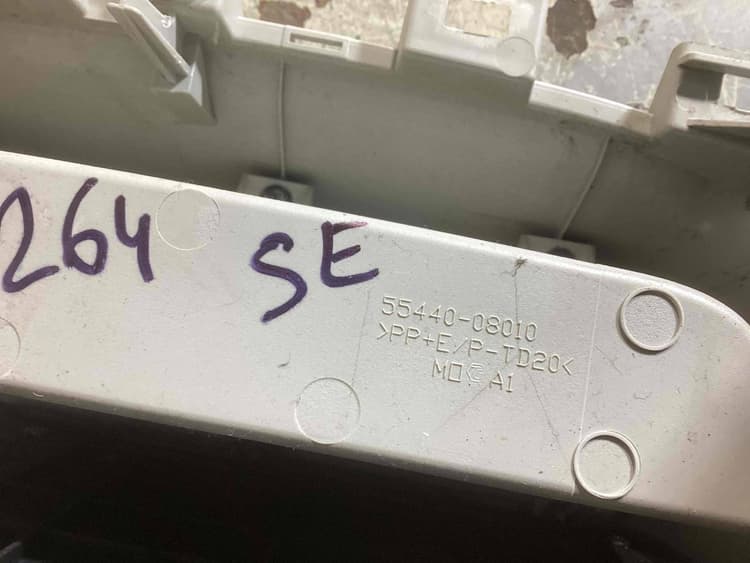 264 SE
55440-08010
>PP+E/P-TD20<
A1